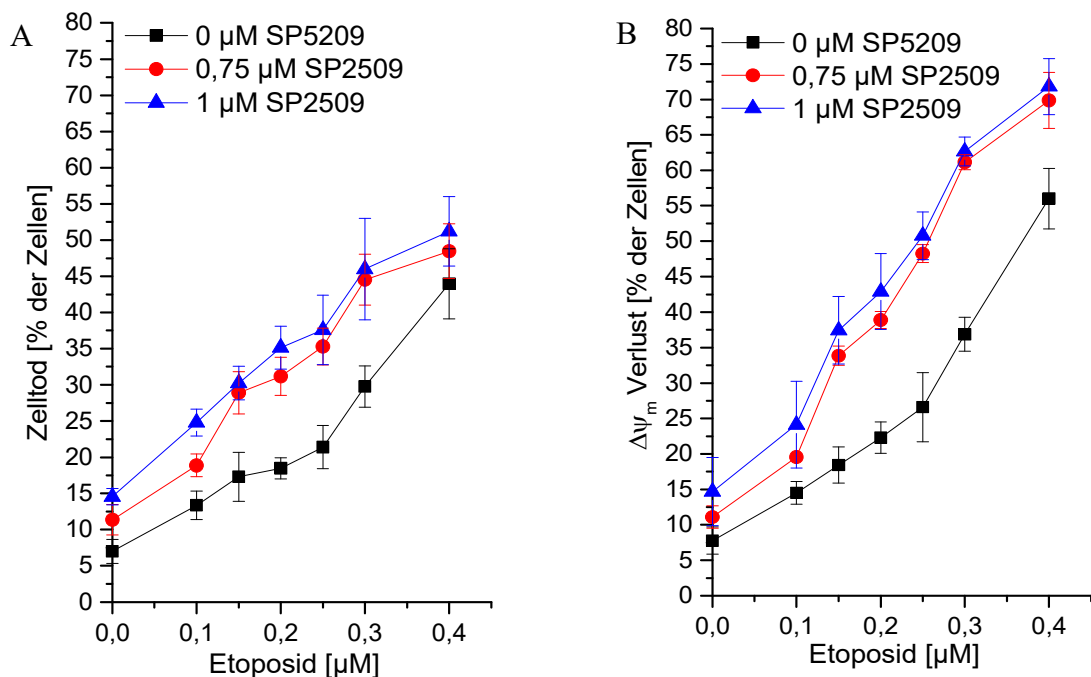 A
0 µM SP5209
0,75 µM SP2509
1 µM SP2509
Zelltod [% der Zellen]
80
75
70
65
60
55
50
45
40
35
30
25
20
15
10
5
0
0,0 0,1 0,2 0,3 0,4
Etoposid [µM]
B
0 µM SP5209
0,75 µM SP2509
1 µM SP2509
Δψm Verlust [% der Zellen]
80
75
70
65
60
55
50
45
40
35
30
25
20
15
10
5
0
0,0 0,1 0,2 0,3 0,4
Etoposid [µM]